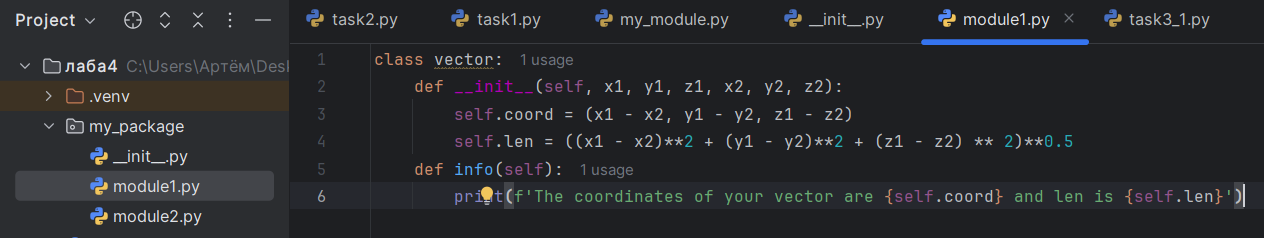 Project
task2.py task1.py my_module.py __init__.py module1.py task3_1.py
лаба4 C:\Users\Артём\Des
.venv
my_package
__init__.py
module1.py
module2.py
1 class vector: 1 usage
2 def __init__(self, x1, y1, z1, x2, y2, z2):
3 self.coord = (x1 - x2, y1 - y2, z1 - z2)
4 self.len = ((x1 - x2)**2 + (y1 - y2)**2 + (z1 - z2) ** 2)**0.5
5 def info(self): 1 usage
6 print(f'The coordinates of your vector are {self.coord} and len is {self.len}')